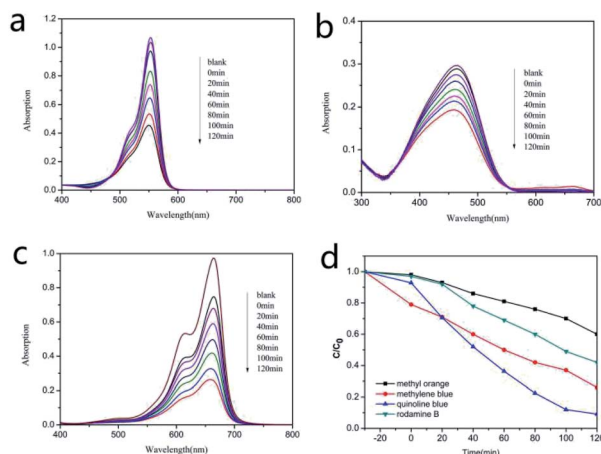 a
1.2
1.0
0.8
0.6
0.4
0.2
0.0
400
500
600
700
800
Absorption
Wavelength(nm)
blank
0min
20min
40min
60min
80min
100min
120min
b
0.3
0.2
0.1
0.0
300
400
500
600
700
Absorption
Wavelength(nm)
blank
0min
20min
40min
60min
80min
100min
120min
c
1.0
0.8
0.6
0.4
0.2
0.0
400
500
600
700
800
Absorption
Wavelength(nm)
blank
0min
20min
40min
60min
80min
100min
120min
d
1.0
0.8
0.6
0.4
0.2
0.0
-20
0
20
40
60
80
100
120
C/C0
Time(min)
methyl orange
methylene blue
quinoline blue
rodamine B